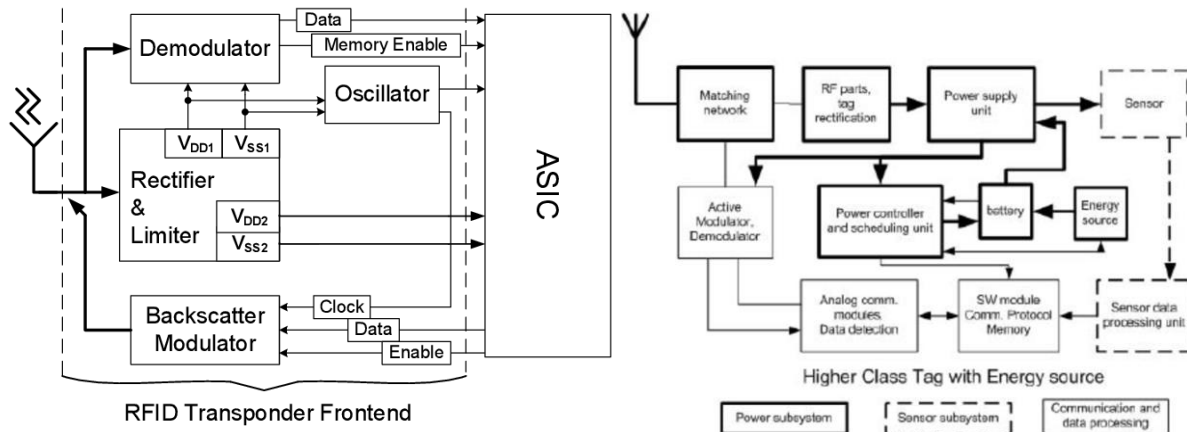 Data
Demodulator
Memory Enable
Oscillator
VDD1
VSS1
Rectifier
&
Limiter
VDD2
VSS2
ASIC
Clock
Backscatter
Modulator
Data
Enable
RFID Transponder Frontend
Matching
network
RF parts,
tag
rectification
Power supply
unit
Sensor
Active
Modulator,
Demodulator
Power controller
and scheduling unit
battery
Energy
source
Analog comm.
modules,
Data detection
SW module
Comm. Protocol
Memory
Sensor data
processing unit
Higher Class Tag with Energy source
Power subsystem
Sensor subsystem
Communication and
data processing